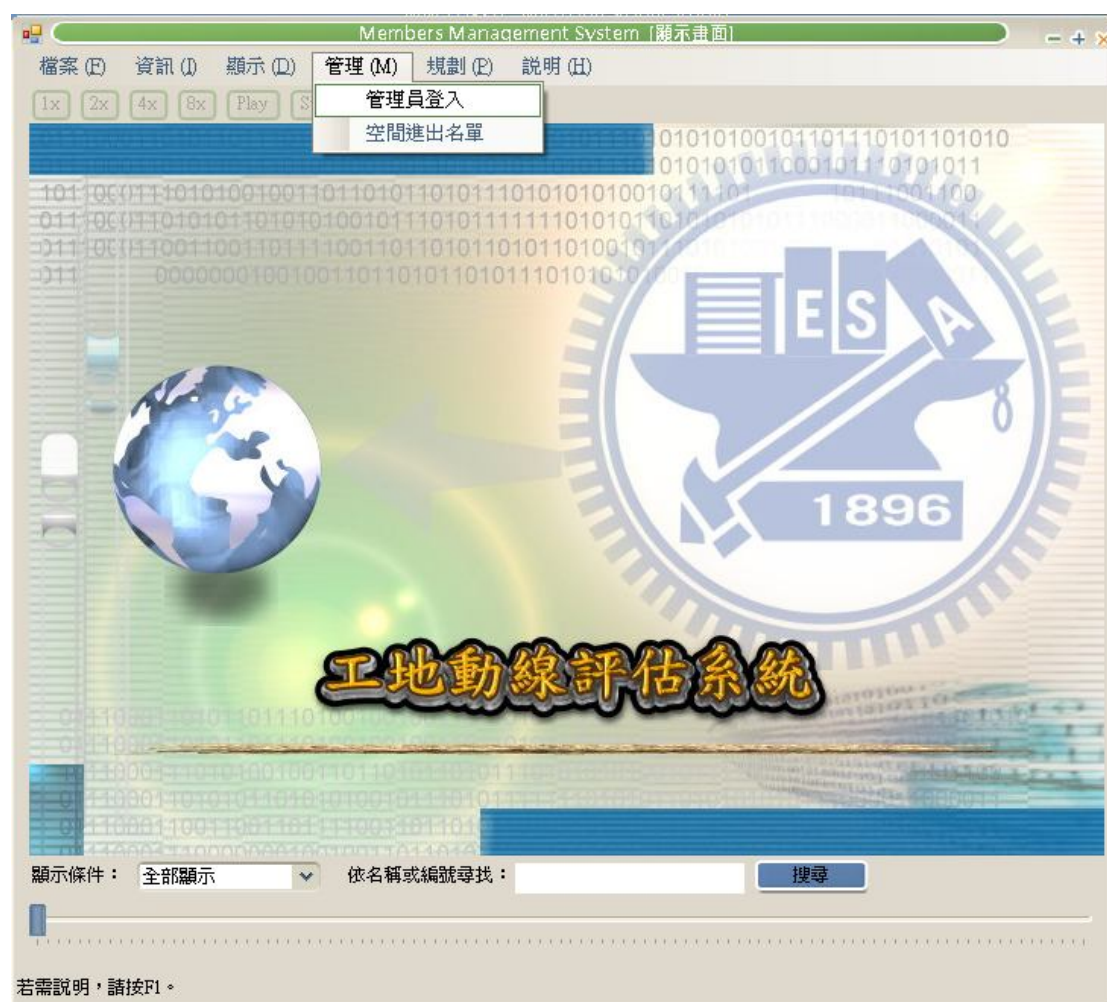 Members Management System [顯示畫面]
檔案 (F) 資訊 (I) 顯示 (D) 管理 (M) 規劃 (P) 説明 (H)
1x 2x 4x 8x Play
管理員登入
空間進出名單
E S A
1896
工地動線評估系統
顯示條件： 全部顯示 依名稱或編號尋找： 搜尋
若需說明，請按F1。